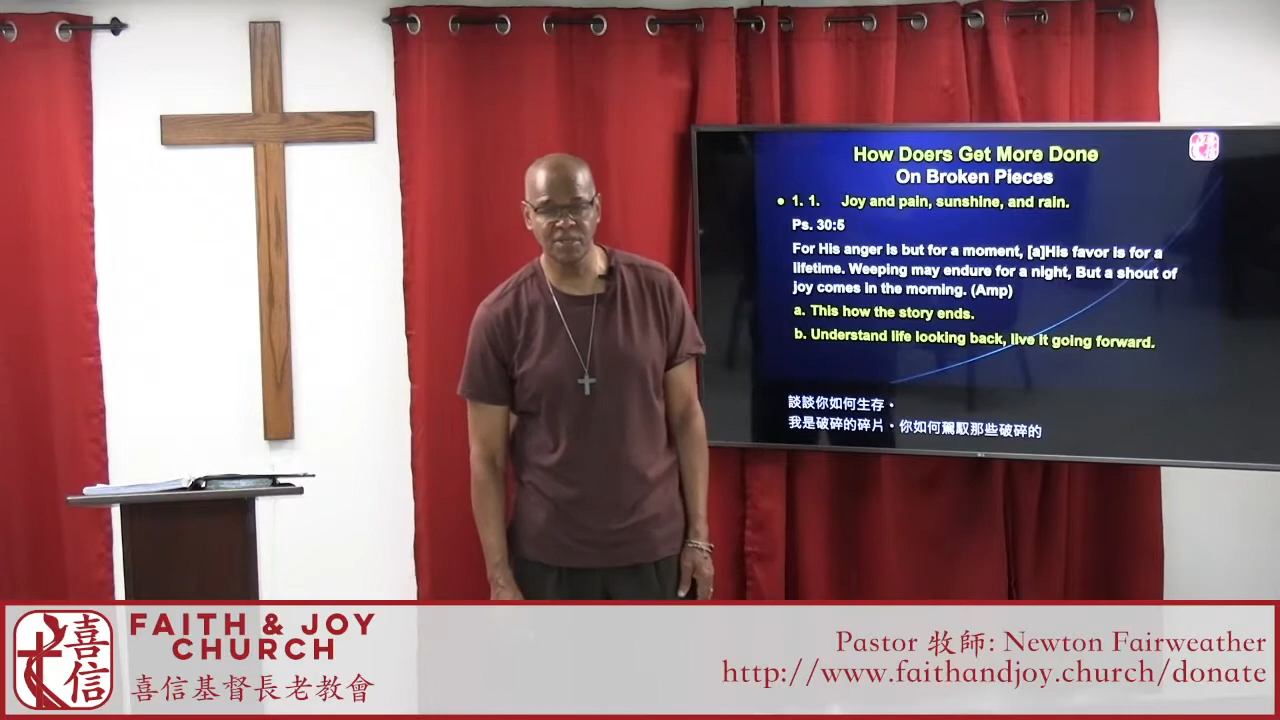 How Doers Get More Done
On Broken Pieces
• 1. 1. Joy and pain, sunshine, and rain.
Ps. 30:5
For His anger is but for a moment, [a]His favor is for a
lifetime. Weeping may endure for a night, But a shout of
joy comes in the morning. (Amp)
a. This how the story ends.
b. Understand life looking back, live it going forward.
談談你如何生存。
我是破碎的碎片。你如何駕馭那些破碎的
喜信
FAITH & JOY
CHURCH
喜信基督長老教會
Pastor 牧師: Newton Fairweather
http://www.faithandjoy.church/donate